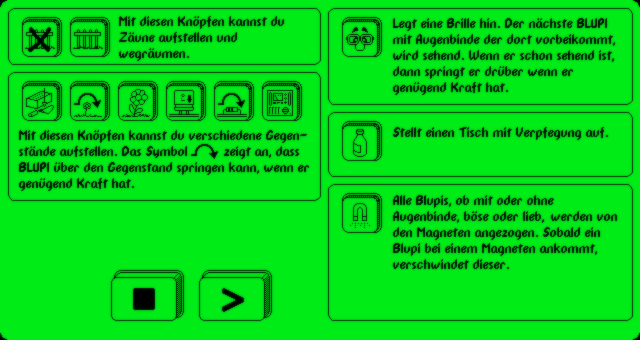 Mit diesen Knöpfen kannst du
Zäune aufstellen und
wegräumen.
Mit diesen Knöpfen kannst du verschiedene Gegen-
stände aufstellen. Das Symbol zeigt an, dass
BLUPI über den Gegenstand springen kann, wenn er
genügend Kraft hat.
Legt eine Brille hin. Der nächste BLUPI
mit Augenbinde der dort vorbeikommt,
wird sehend. Wenn er schon sehend ist,
dann springt er drüber wenn er
genügend Kraft hat.
Stellt einen Tisch mit Verpfegung auf.
Alle Blupis, ob mit oder ohne
Augenbinde, böse oder lieb, werden von
den Magneten angezogen. Sobald ein
Blupi bei einem Magneten ankommt,
verschwindet dieser.